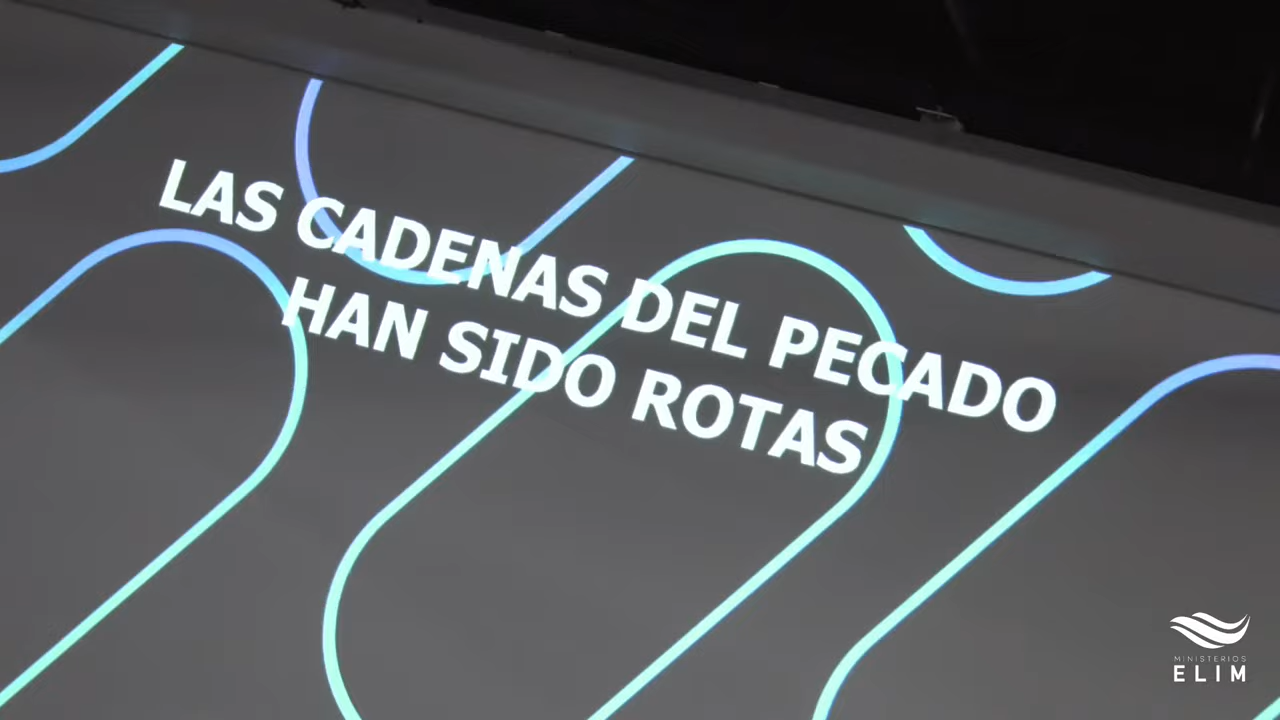 LAS CADENAS DEL PECADO
HAN SIDO ROTAS
MINISTERIOS
ELIM